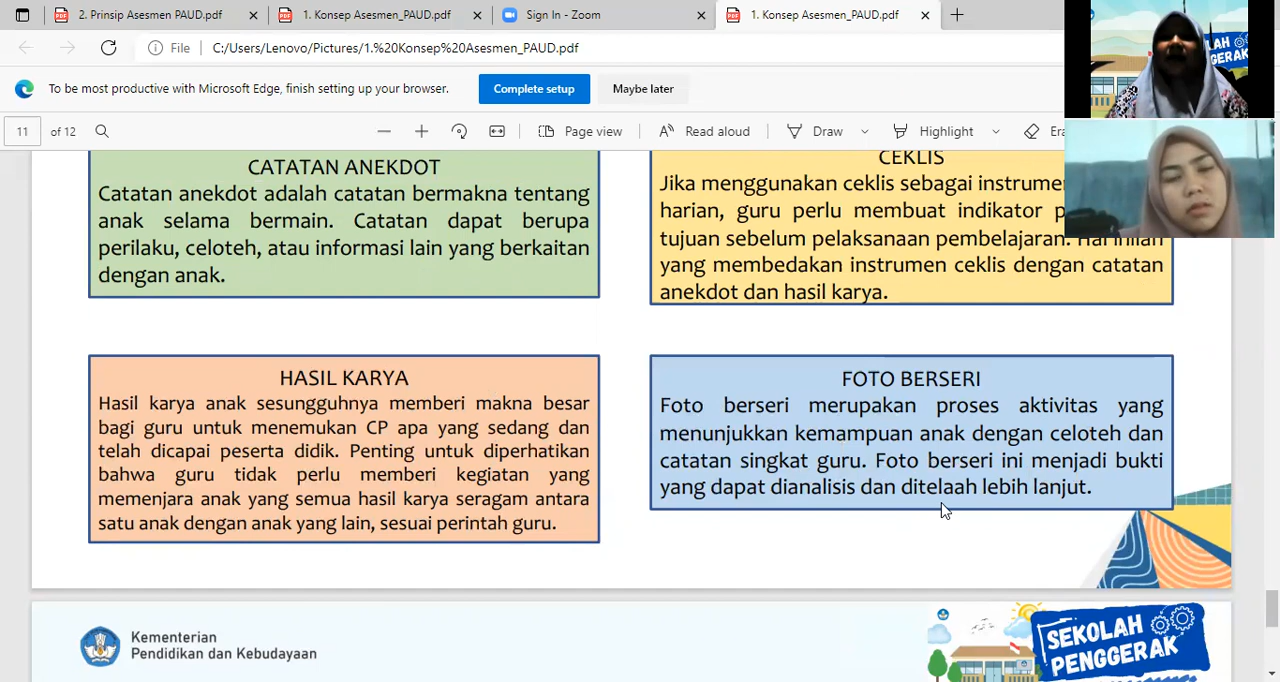 2. Prinsip Asesmen PAUD.pdf
1. Konsep Asesmen_PAUD.pdf
Sign In - Zoom
1. Konsep Asesmen_PAUD.pdf
File
C:/Users/Lenovo/Pictures/1.%20Konsep%20Asesmen_PAUD.pdf
To be most productive with Microsoft Edge, finish setting up your browser.
Complete setup
Maybe later
11 of 12
Page view
Read aloud
Draw
Highlight
CATATAN ANEKDOT
Catatan anekdot adalah catatan bermakna tentang
anak selama bermain. Catatan dapat berupa
perilaku, celoteh, atau informasi lain yang berkaitan
dengan anak.
CEKLIS
Jika menggunakan ceklis sebagai
harian, guru perlu membuat indikator
tujuan sebelum pelaksanaan pembelajaran. Hal inilah
yang membedakan instrumen ceklis dengan catatan
anekdot dan hasil karya.
HASIL KARYA
Hasil karya anak sesungguhnya memberi makna besar
bagi guru untuk menemukan CP apa yang sedang dan
telah dicapai peserta didik. Penting untuk diperhatikan
bahwa guru tidak perlu memberi kegiatan yang
memenjara anak yang semua hasil karya seragam antara
satu anak dengan anak yang lain, sesuai perintah guru.
FOTO BERSERI
Foto berseri merupakan proses aktivitas yang
menunjukkan kemampuan anak dengan celoteh dan
catatan singkat guru. Foto berseri ini menjadi bukti
yang dapat dianalisis dan ditelaah lebih lanjut.
Kementerian
Pendidikan dan Kebudayaan
SEKOLAH
PENGGERAK